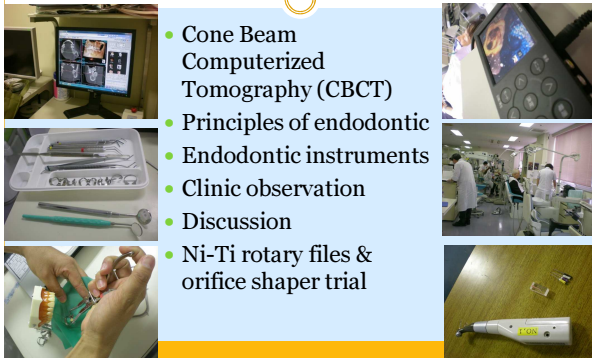 Cone Beam
Computerized
Tomography (CBCT)
Principles of endodontic
Endodontic instruments
Clinic observation
Discussion
Ni-Ti rotary files &
orifice shaper trial